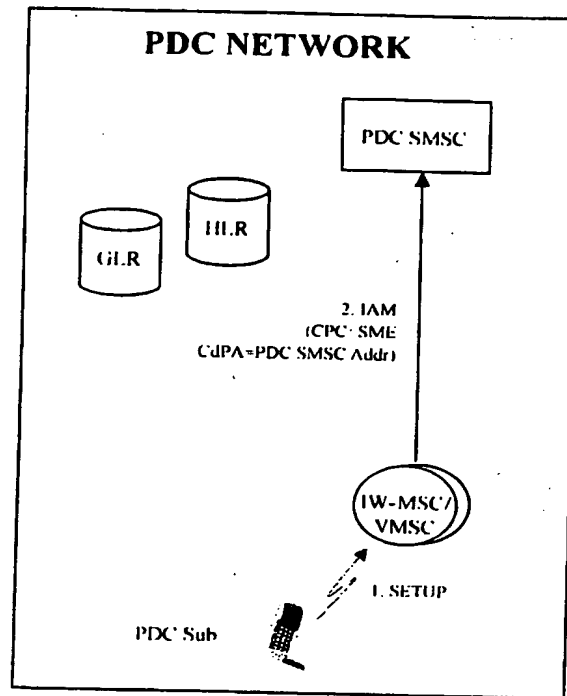 PDC NETWORK
PDC SMSC
HLR
GLR
2. IAM
(CPC: SME
CdPA=PDC SMSC Addr)
IW-MSC/
VMSC
1. SETUP
PDC Sub